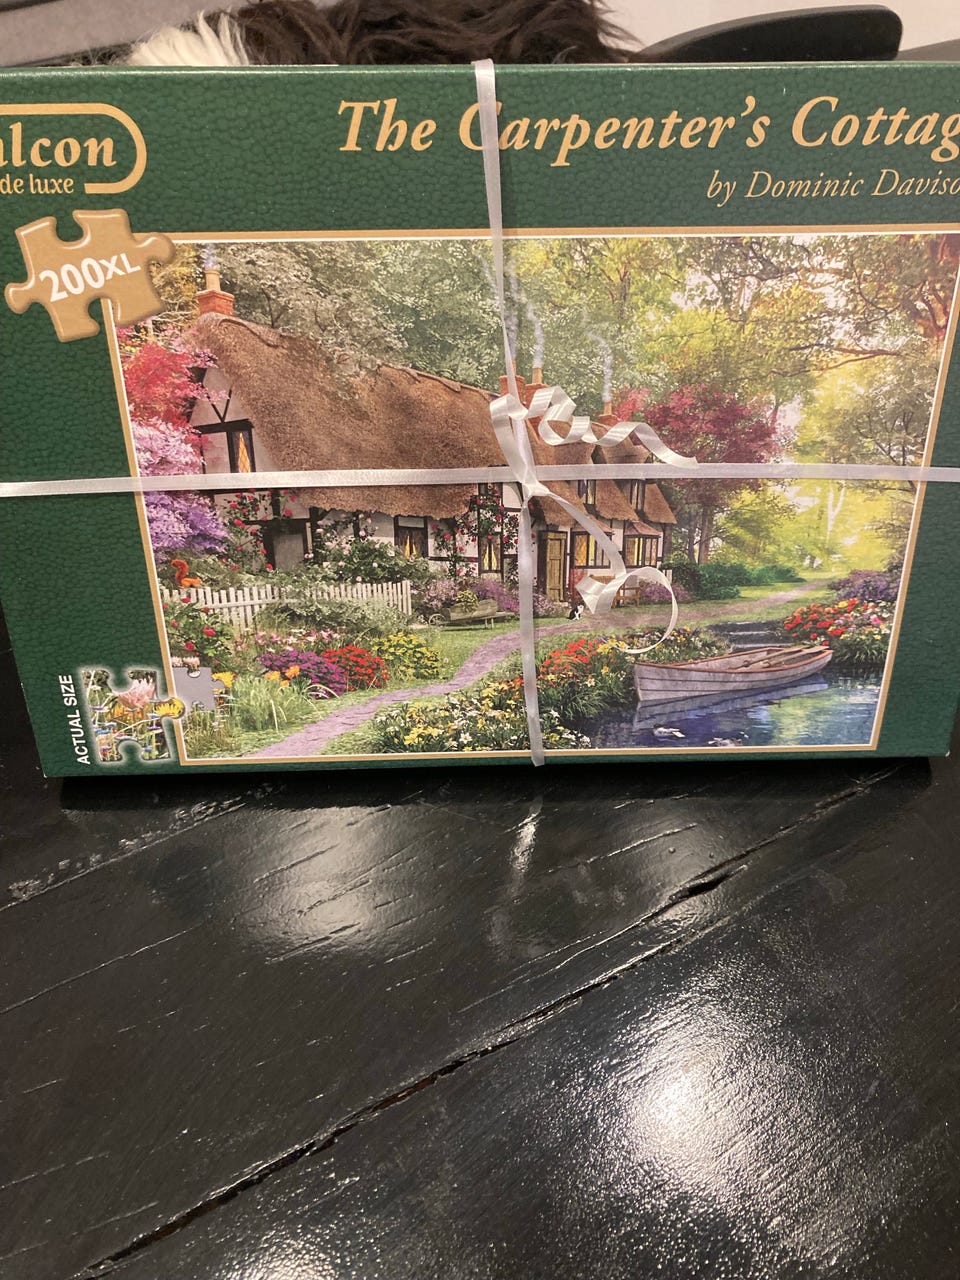 alcon
de luxe
The Carpenter's Cottag
by Dominic Daviso
200XL
ACTUAL SIZE